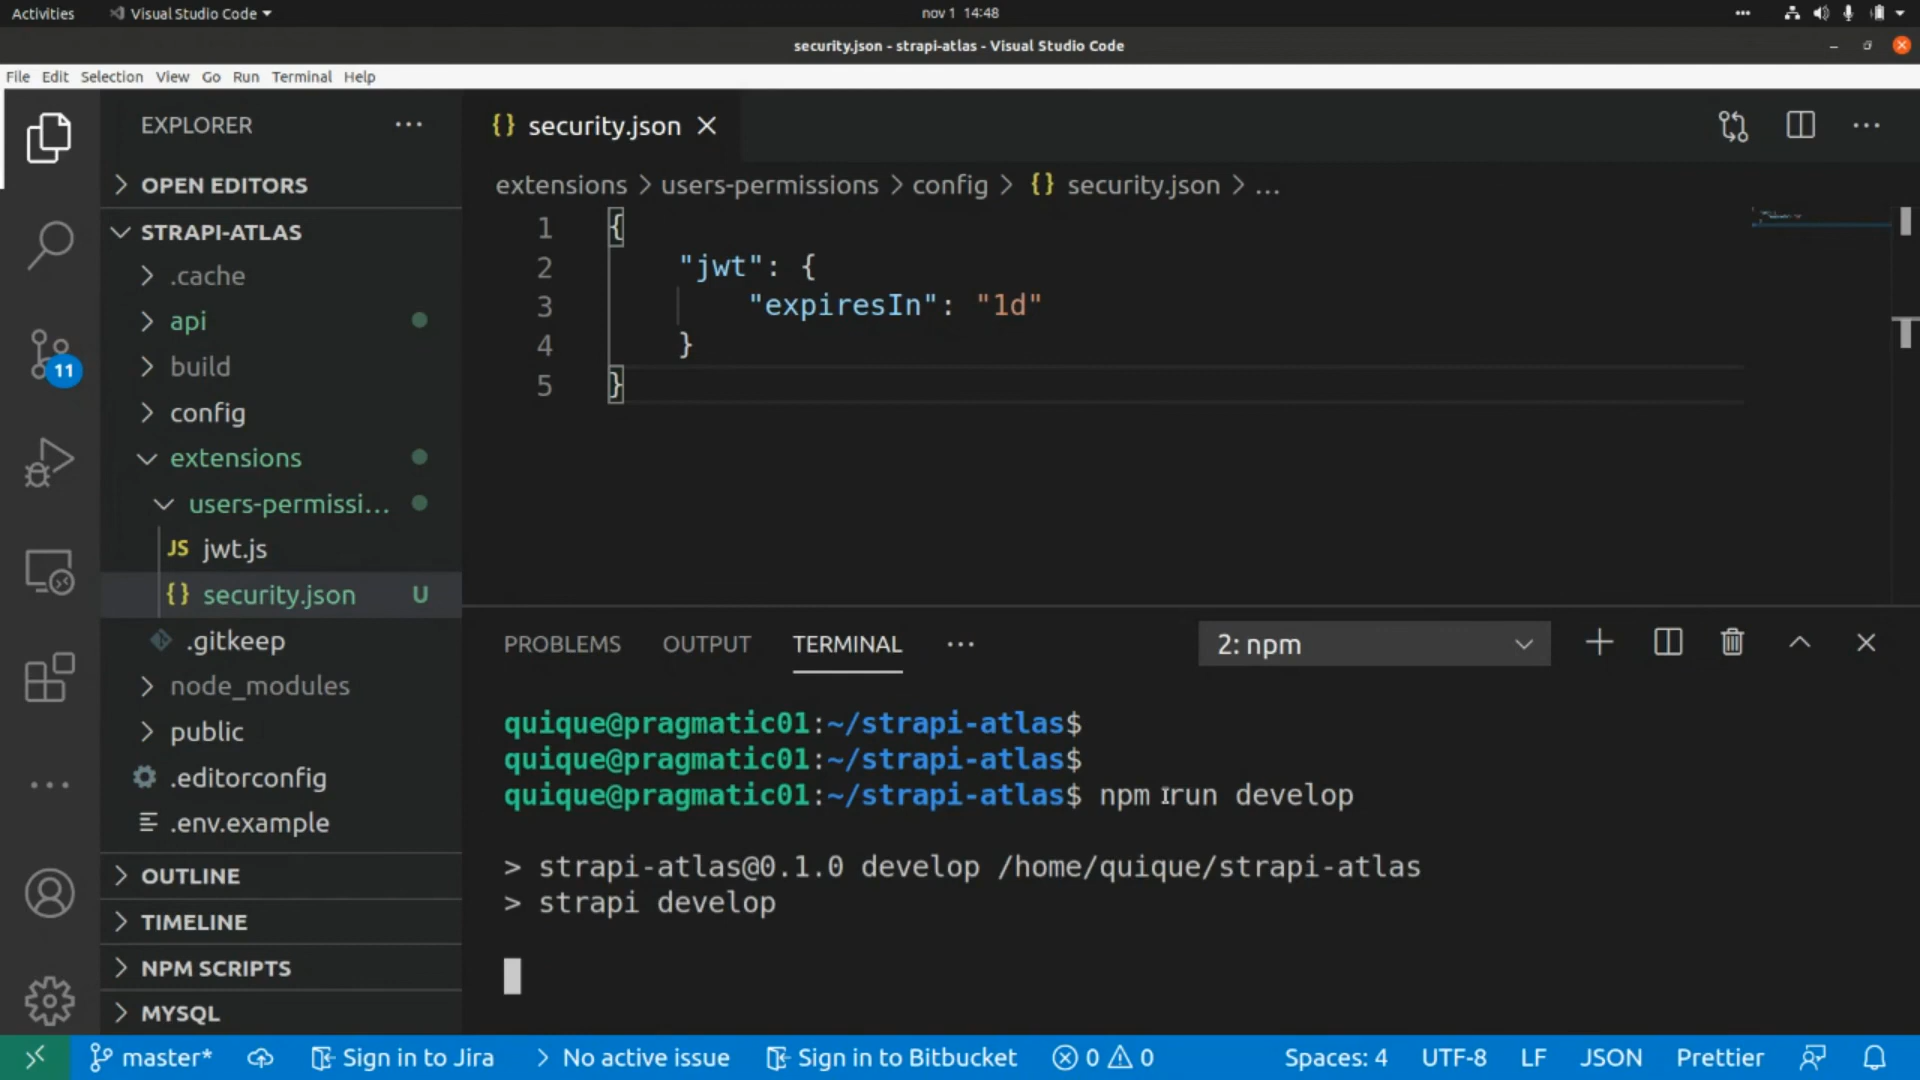 Activities
Visual Studio Code
nov 1 14:48
security.json - strapi-atlas - Visual Studio Code
File Edit Selection View Go Run Terminal Help
EXPLORER
OPEN EDITORS
STRAPI-ATLAS
.cache
api
build
config
extensions
users-permissi...
JS jwt.js
{} security.json U
.gitkeep
node_modules
public
.editorconfig
.env.example
OUTLINE
TIMELINE
NPM SCRIPTS
MYSQL
11
{} security.json
extensions > users-permissions > config > {} security.json > ...
1 {
2 "jwt": {
3 "expiresIn": "1d"
4 }
5 }
PROBLEMS OUTPUT TERMINAL ...
2: npm
quique@pragmatic01:~/strapi-atlas$
quique@pragmatic01:~/strapi-atlas$
quique@pragmatic01:~/strapi-atlas$ npm run develop
> strapi-atlas@0.1.0 develop /home/quique/strapi-atlas
> strapi develop
master* Sign in to Jira > No active issue Sign in to Bitbucket 0 0 Spaces: 4 UTF-8 LF JSON Prettier